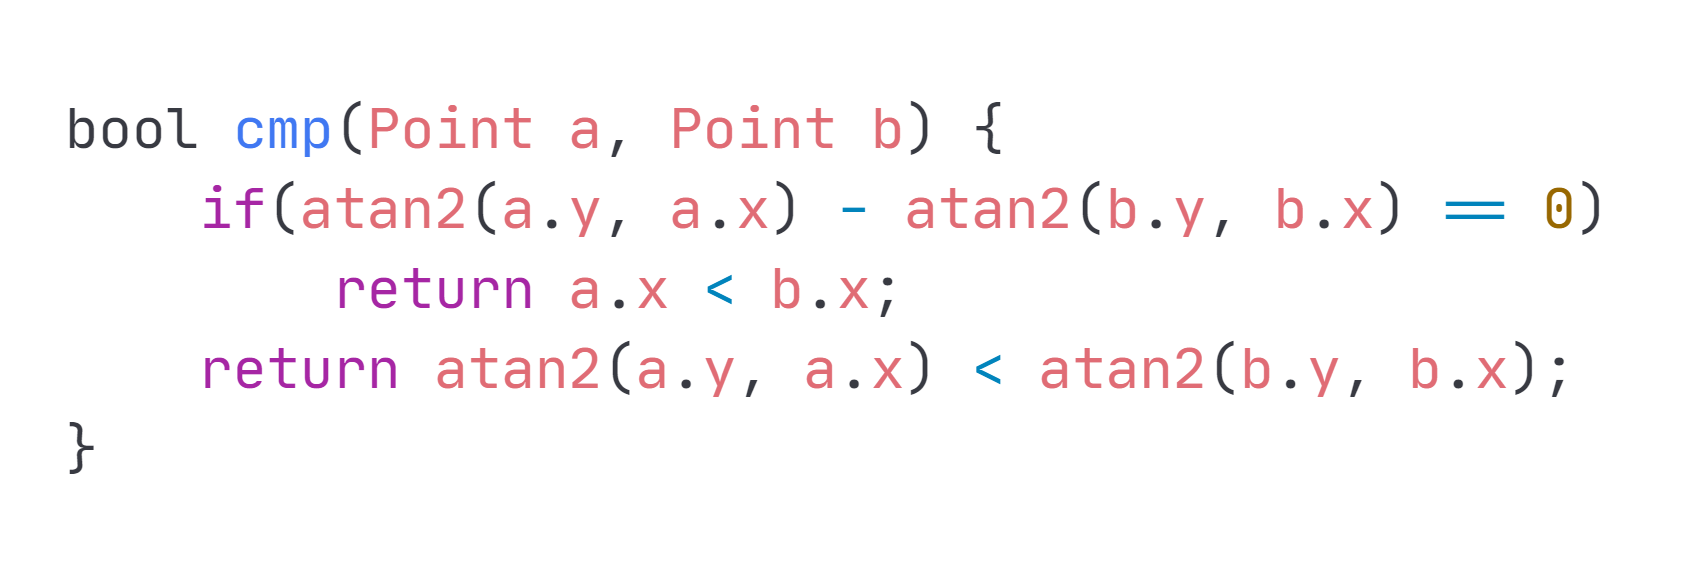 bool cmp(Point a, Point b) {
    if(atan2(a.y, a.x) - atan2(b.y, b.x) == 0)
        return a.x < b.x;
    return atan2(a.y, a.x) < atan2(b.y, b.x);
}